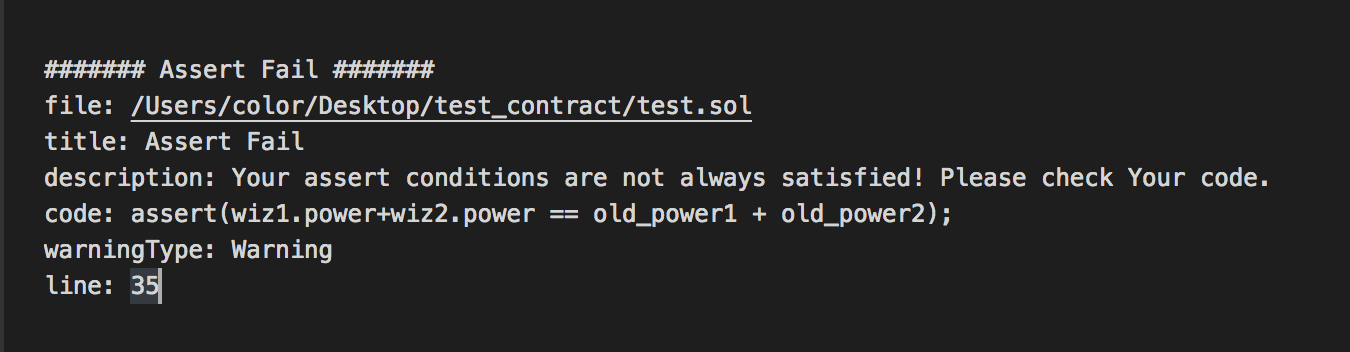 ####### Assert Fail #######
file: /Users/color/Desktop/test_contract/test.sol
title: Assert Fail
description: Your assert conditions are not always satisfied! Please check Your code.
code: assert(wiz1.power+wiz2.power == old_power1 + old_power2);
warningType: Warning
line: 35